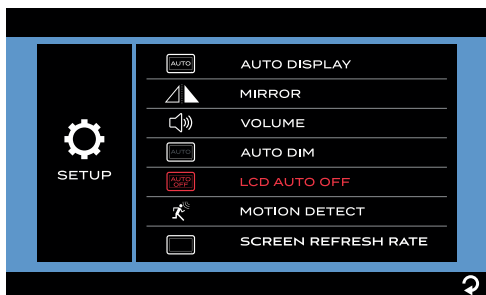 AUTO AUTO DISPLAY
MIRROR
VOLUME
AUTO AUTO DIM
SETUP
AUTO OFF LCD AUTO OFF
MOTION DETECT
SCREEN REFRESH RATE